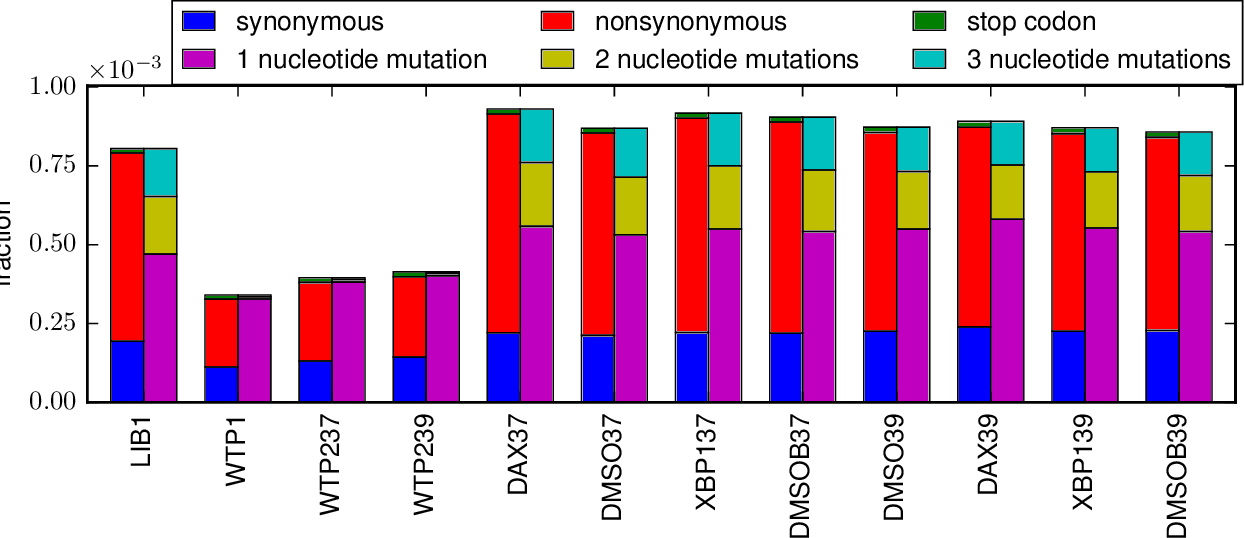 synonymous nonsynonymous stop codon
1 nucleotide mutation 2 nucleotide mutations 3 nucleotide mutations
×10⁻³
1.00
0.75
0.50
0.25
0.00
fraction
LIB1
WTP1
WTP237
WTP239
DAX37
DMSO37
XBP137
DMSOB37
DMSO39
DAX39
XBP139
DMSOB39